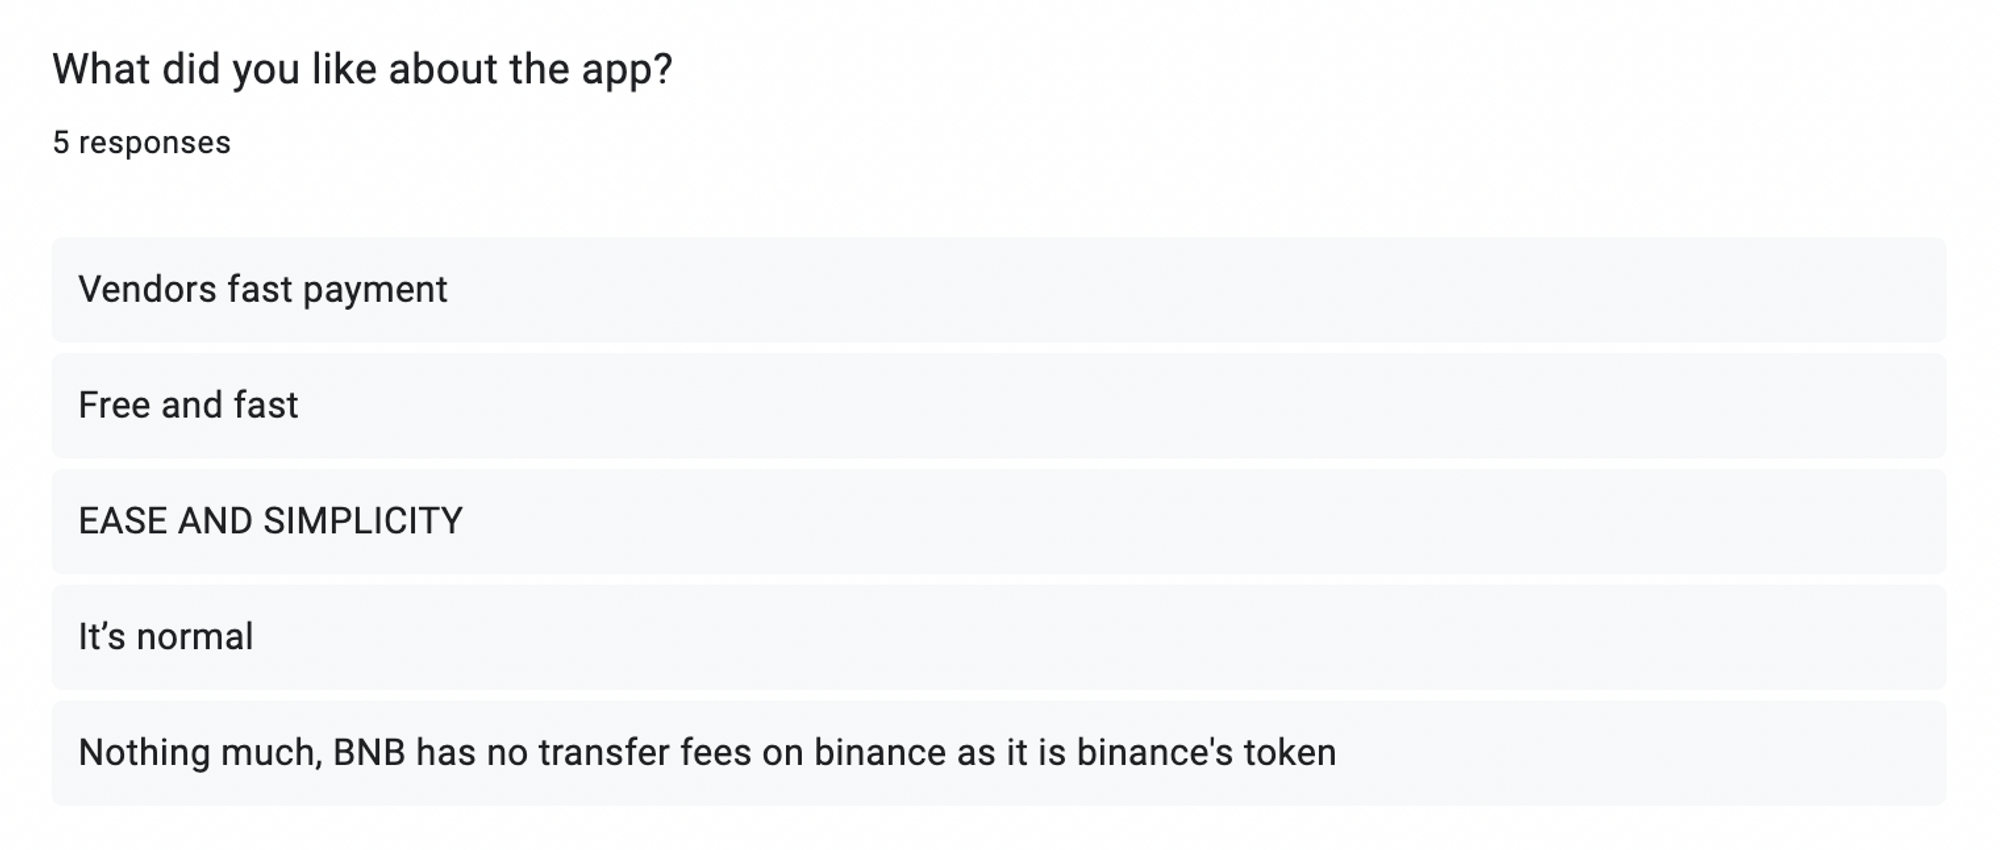 What did you like about the app?
5 responses
Vendors fast payment
Free and fast
EASE AND SIMPLICITY
It’s normal
Nothing much, BNB has no transfer fees on binance as it is binance's token